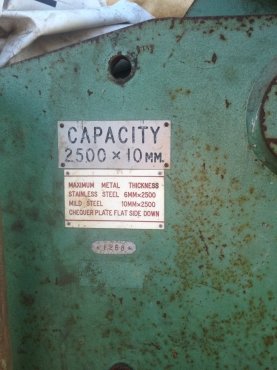 CAPACITY
2500 × 10 MM.
MAXIMUM METAL THICKNESS
STAINLESS STEEL 6MM×2500
MILD STEEL 10MM×2500
CHEQUER PLATE FLAT SIDE DOWN